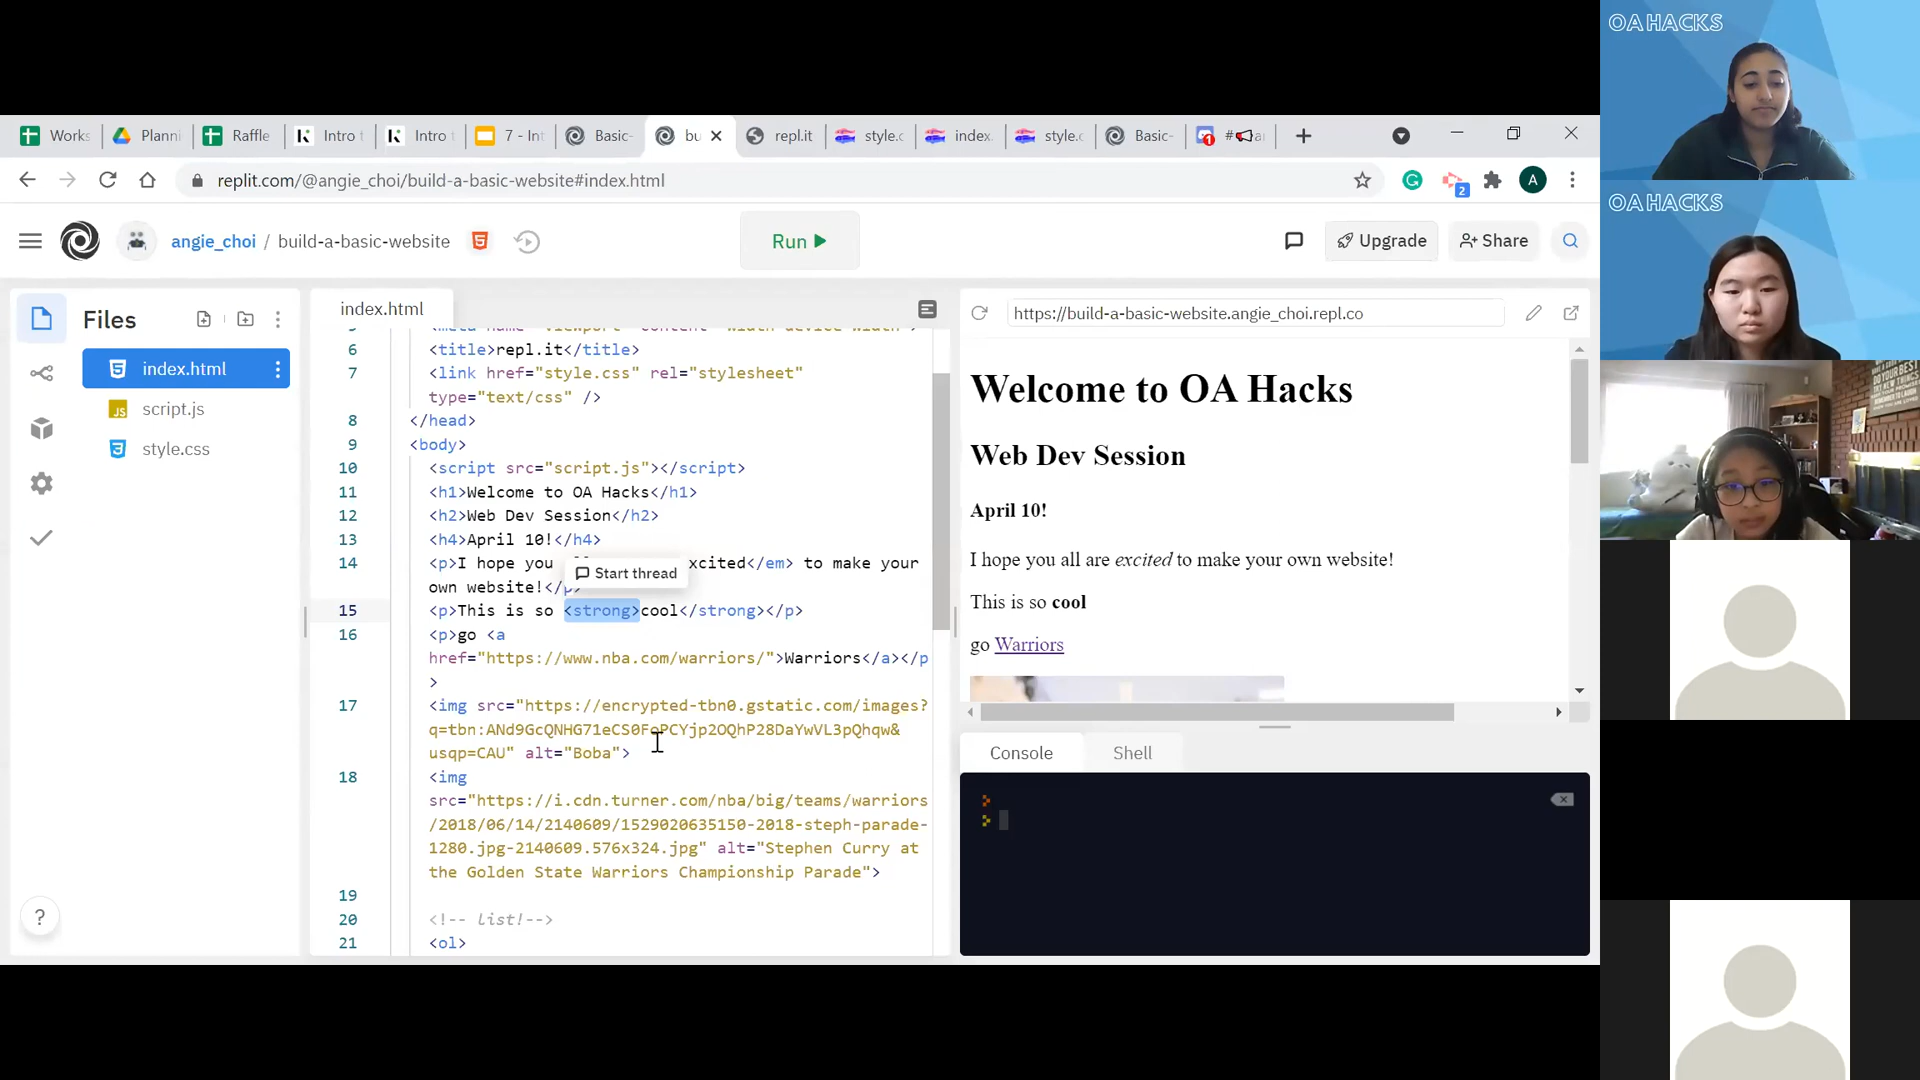 OA HACKS
OA HACKS
Works
Planni
Raffle
Intro t
Intro t
7 - Int
Basic-
bu
repl.it
style.c
index.
style.c
Basic-
replit.com/@angie_choi/build-a-basic-website#index.html
2
A
angie_choi / build-a-basic-website
Run
Upgrade
Share
Files
index.html
script.js
style.css
index.html
6 <title>repl.it</title>
7 <link href="style.css" rel="stylesheet"
type="text/css" />
8 </head>
9 <body>
10 <script src="script.js"></script>
11 <h1>Welcome to OA Hacks</h1>
12 <h2>Web Dev Session</h2>
13 <h4>April 10!</h4>
14 <p>I hope you xcited</em> to make your
Start thread
own website!</p>
15 <p>This is so <strong>cool</strong></p>
16 <p>go <a
href="https://www.nba.com/warriors/">Warriors</a></p
>
17 <img src="https://encrypted-tbn0.gstatic.com/images?
usqp=CAU" alt="Boba">
18 <img
src="https://i.cdn.turner.com/nba/big/teams/warriors
/2018/06/14/2140609/1529020635150-2018-steph-parade-
1280.jpg-2140609.576x324.jpg" alt="Stephen Curry at
the Golden State Warriors Championship Parade">
19
20 <!-- list!-->
21 <ol>
?
https://build-a-basic-website.angie_choi.repl.co
Welcome to OA Hacks
Web Dev Session
April 10!
I hope you all are excited to make your own website!
This is so cool
go Warriors
Console
Shell
DO YOUR BEST